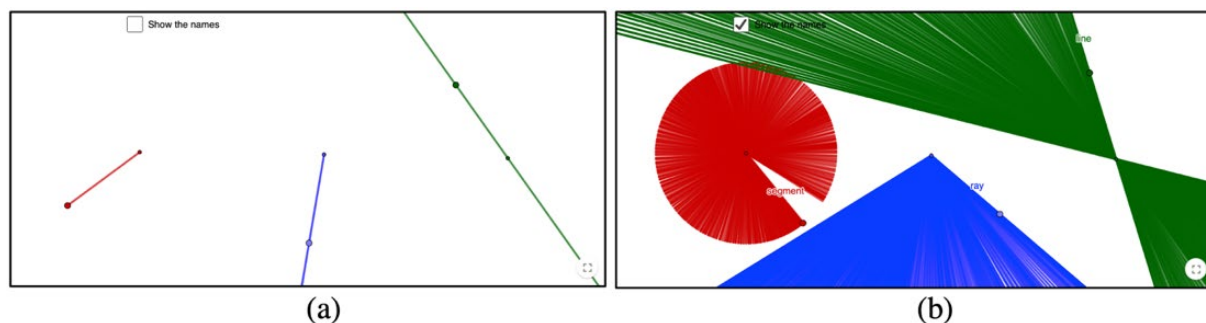 Show the names
Show the names
line
segment
ray
(a)
(b)